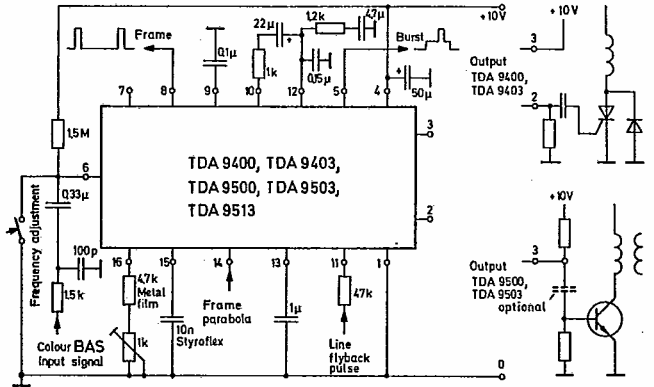 +10V
+10V
Frame
22µ
1,2k
4,7µ
Burst
3
Output
TDA 9400,
TDA 9403
0,1µ
1k
0,15µ
+
50µ
2
7
8
9
10
12
5
4
1,5M
6
TDA 9400, TDA 9403,
TDA 9500, TDA 9503,
TDA 9513
3
2
0,33µ
Frequency adjustment
100p
1,5k
Colour BAS
input signal
16
15
14
13
11
1
4,7k
Metal
film
1k
10n
Styroflex
Frame
parabola
1µ
47k
Line
flyback
pulse
0
+10V
3
Output
TDA 9500,
TDA 9503
optional